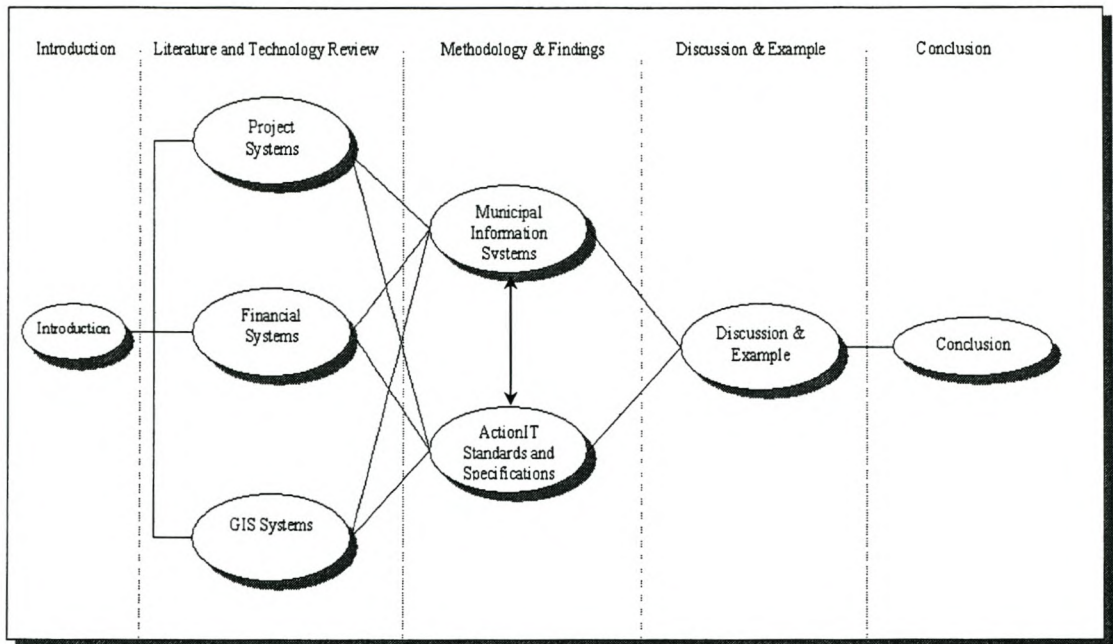 Introduction
Literature and Technology Review
Methodology & Findings
Discussion & Example
Conclusion
Project
Systems
Municipal
Information
Systems
Introduction
Financial
Systems
Discussion &
Example
Conclusion
ActionIT
Standards and
Specifications
GIS Systems